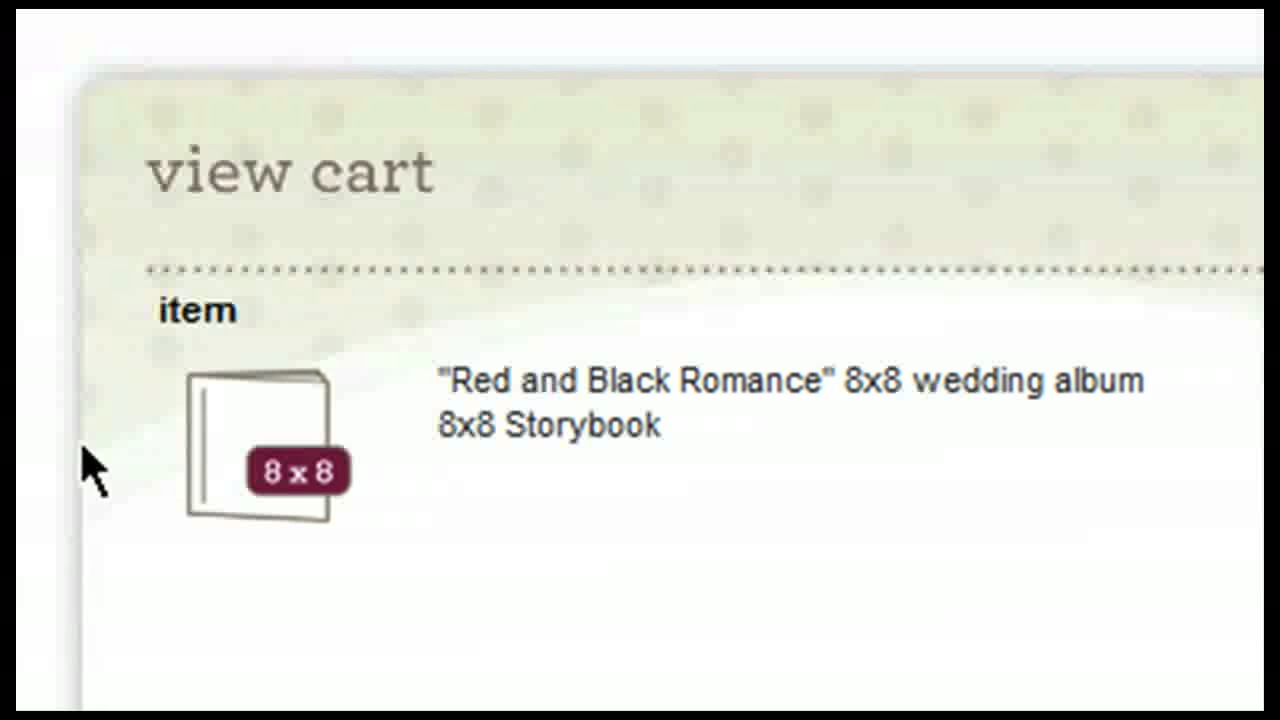 view cart
item
"Red and Black Romance" 8x8 wedding album
8x8 Storybook
8 x 8